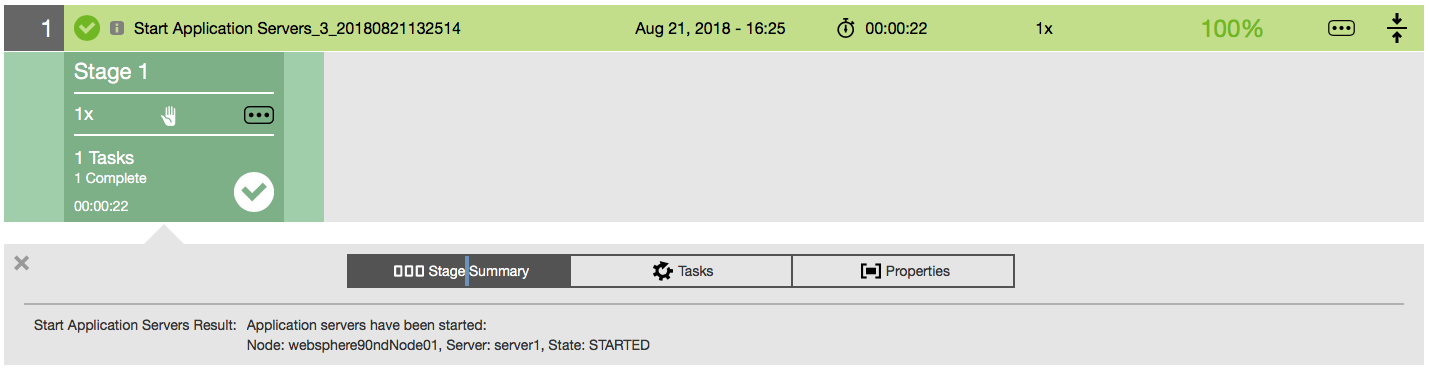 1 Start Application Servers_3_20180821132514 Aug 21, 2018 - 16:25 00:00:22 1x 100%
Stage 1
1x
1 Tasks
1 Complete
00:00:22
Stage Summary Tasks Properties
Start Application Servers Result: Application servers have been started:
Node: websphere90ndNode01, Server: server1, State: STARTED